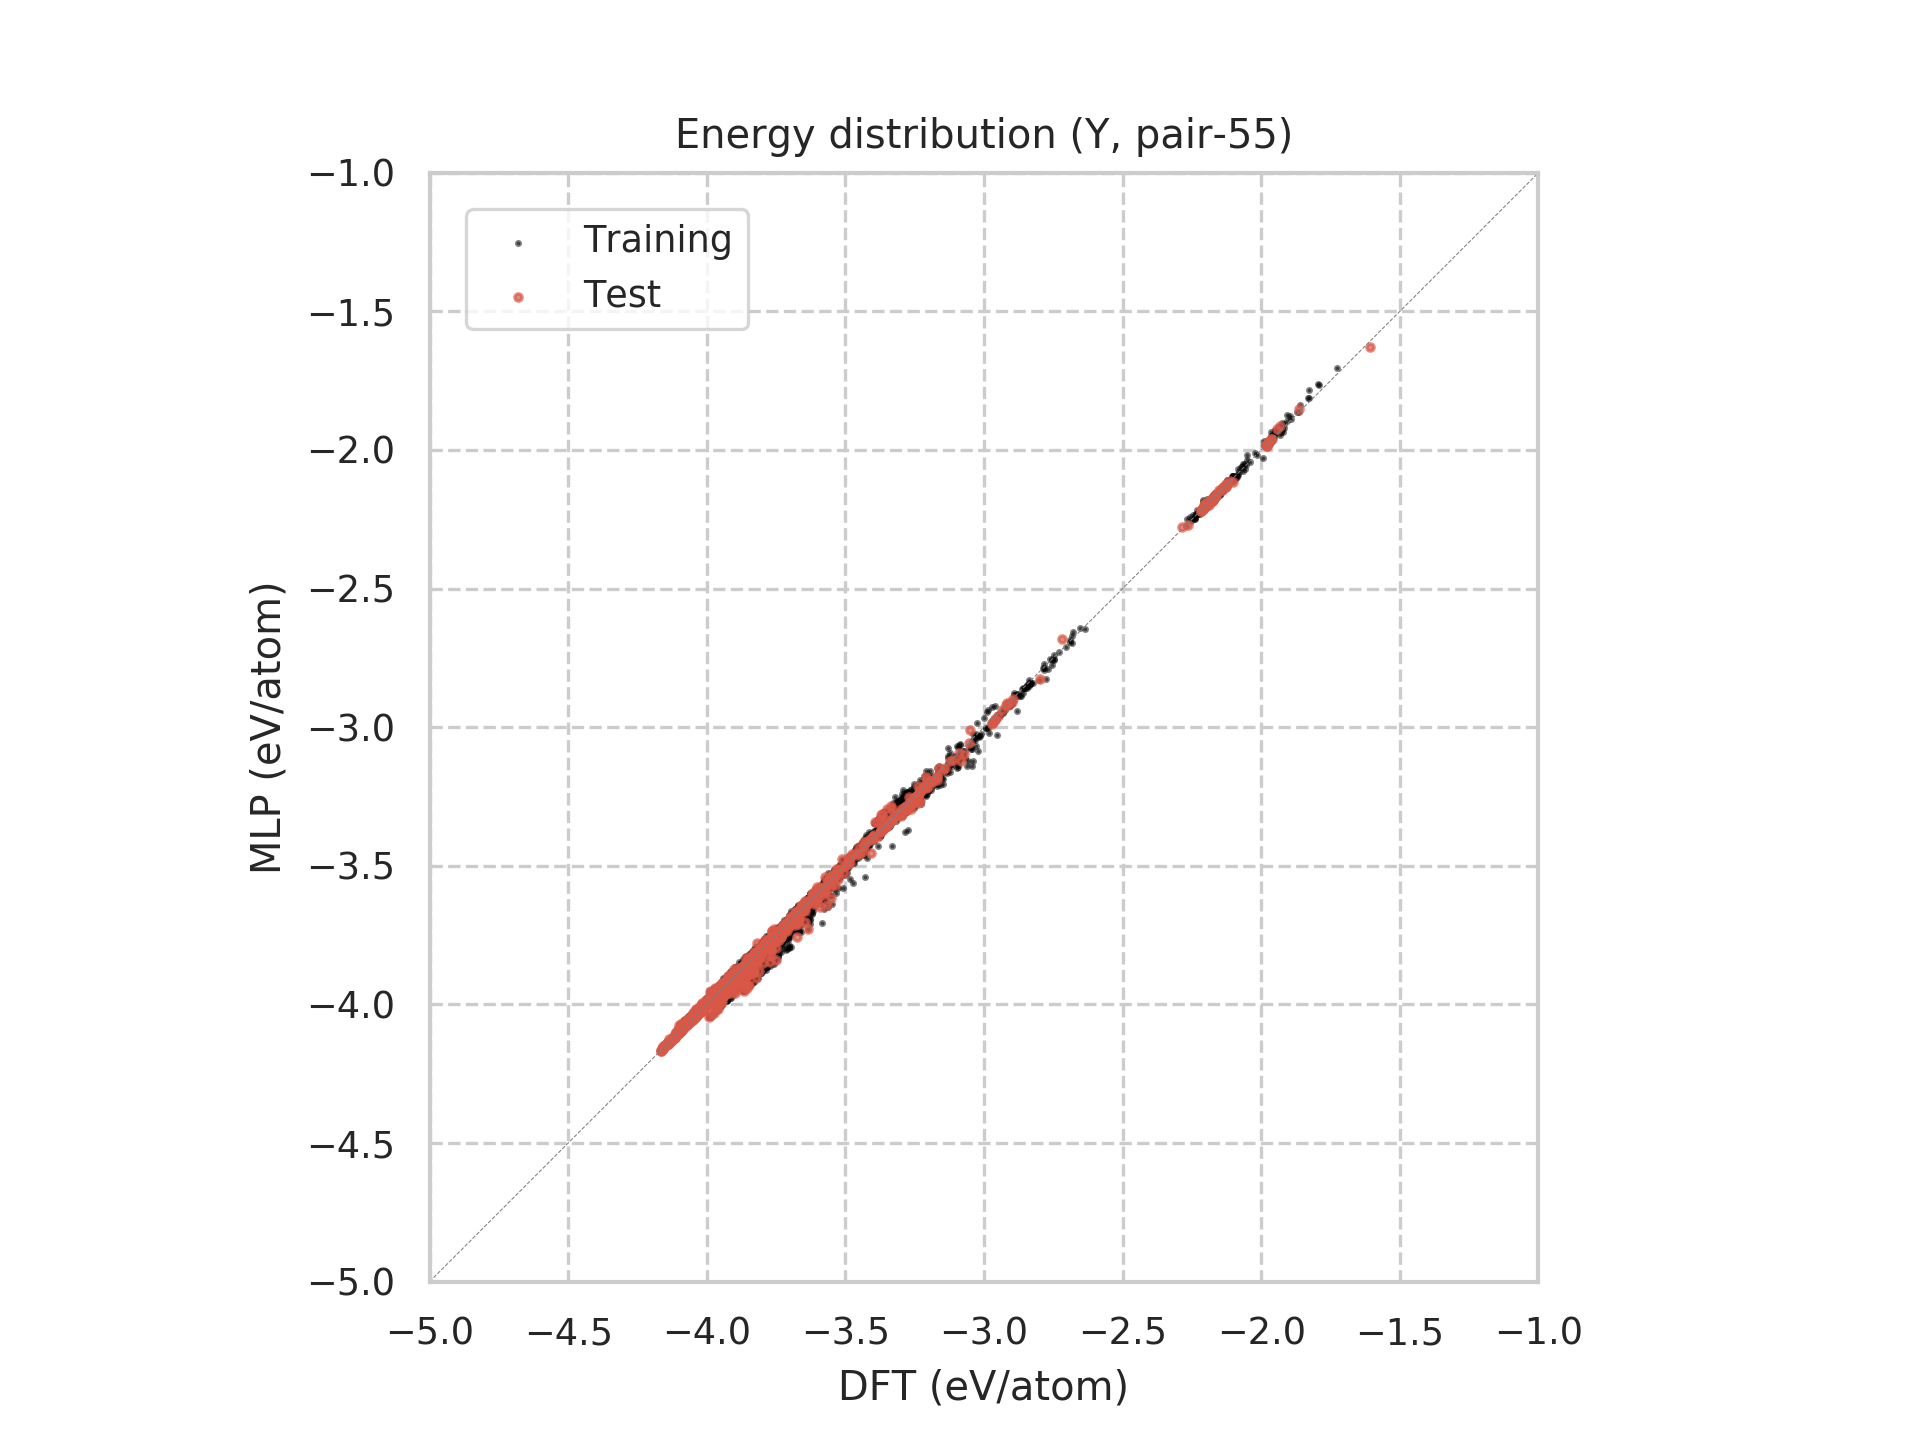 Energy distribution (Y, pair-55)
−1.0
−1.5
−2.0
−2.5
−3.0
−3.5
−4.0
−4.5
−5.0
Training
Test
MLP (eV/atom)
−5.0 −4.5 −4.0 −3.5 −3.0 −2.5 −2.0 −1.5 −1.0
DFT (eV/atom)